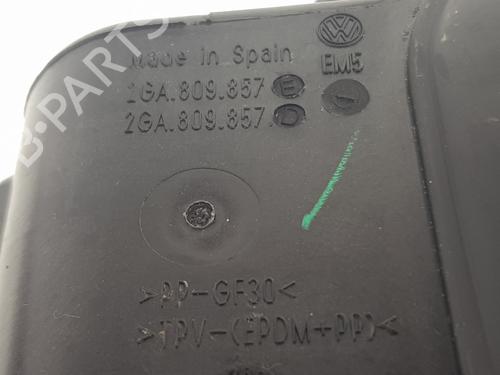 Made in Spain
EM5
2GA.809.857 E
2GA.809.857. D
>PP-GF30<
>TPV-(EPDM+PP)<
B-PARTS